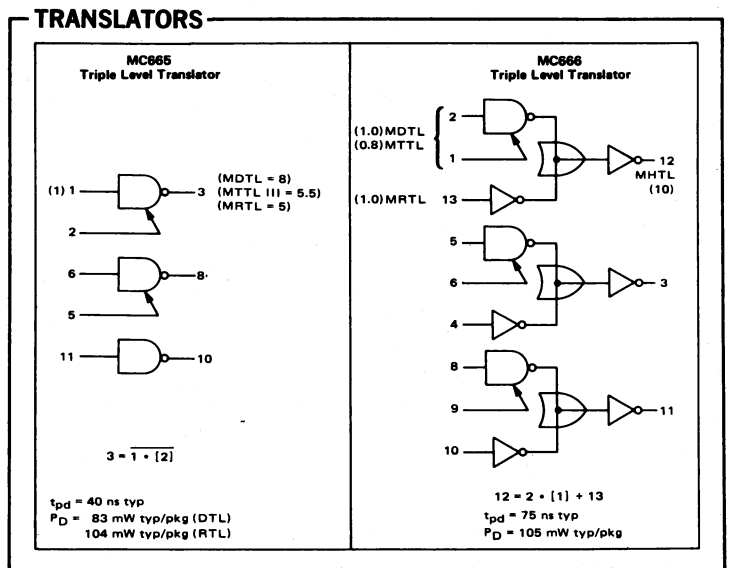 TRANSLATORS
MC665
Triple Level Translator
(1) 1
3
(MDTL = 8)
(MTTL III = 5.5)
(MRTL = 5)
2
6
8
5
11
10
3 = 1 • [2]
tpd = 40 ns typ
PD = 83 mW typ/pkg (DTL)
104 mW typ/pkg (RTL)
MC666
Triple Level Translator
(1.0)MDTL
(0.8)MTTL
2
1
12
MHTL
(10)
(1.0)MRTL 13
5
6
3
4
8
9
11
10
12 = 2 • [1] + 13
tpd = 75 ns typ
PD = 105 mW typ/pkg